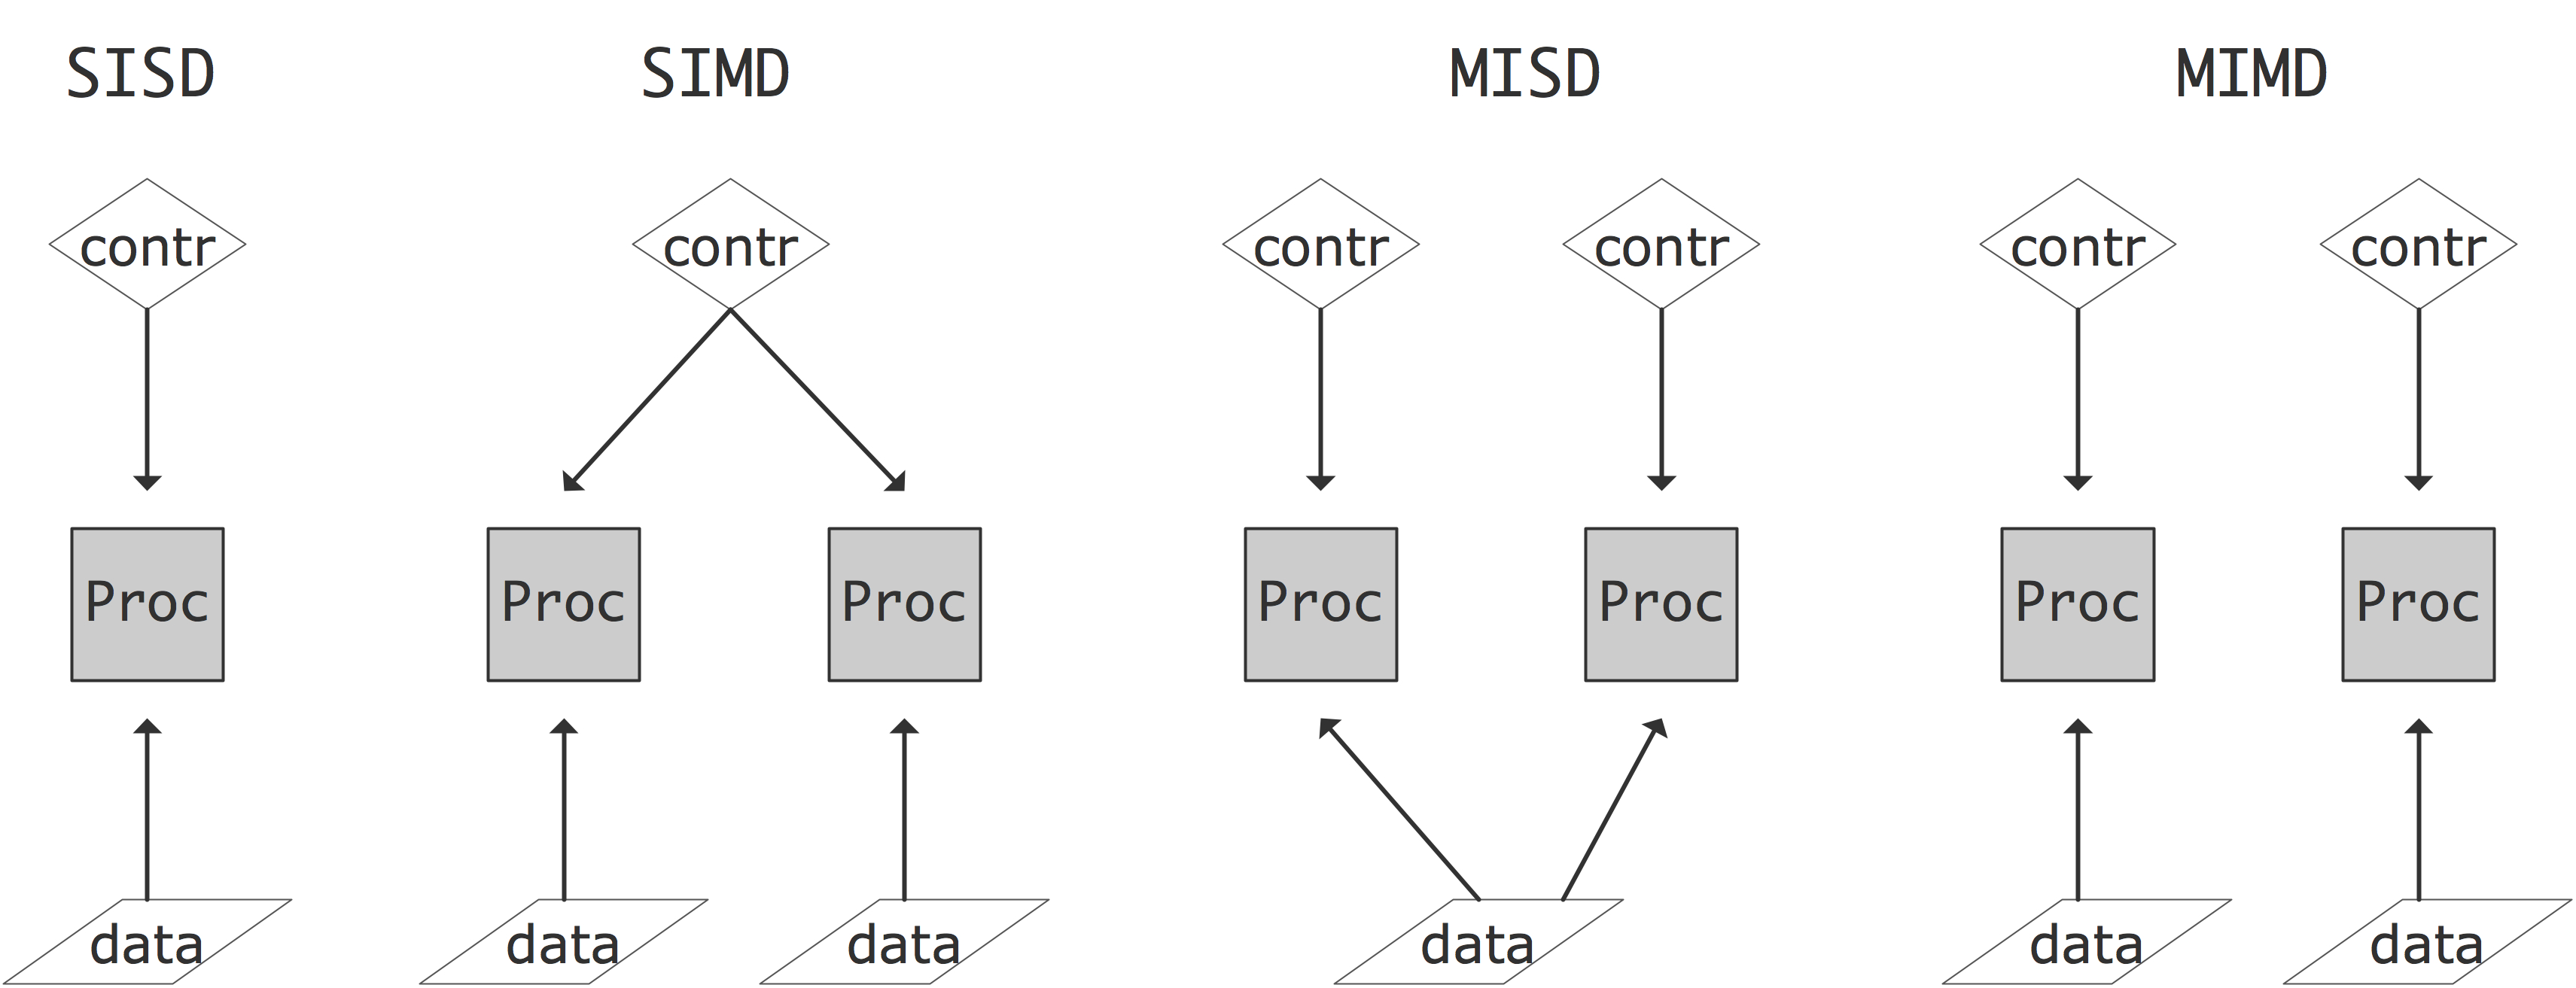 SISD SIMD MISD MIMD
contr contr contr contr contr contr
Proc Proc Proc Proc Proc Proc Proc
data data data data data data